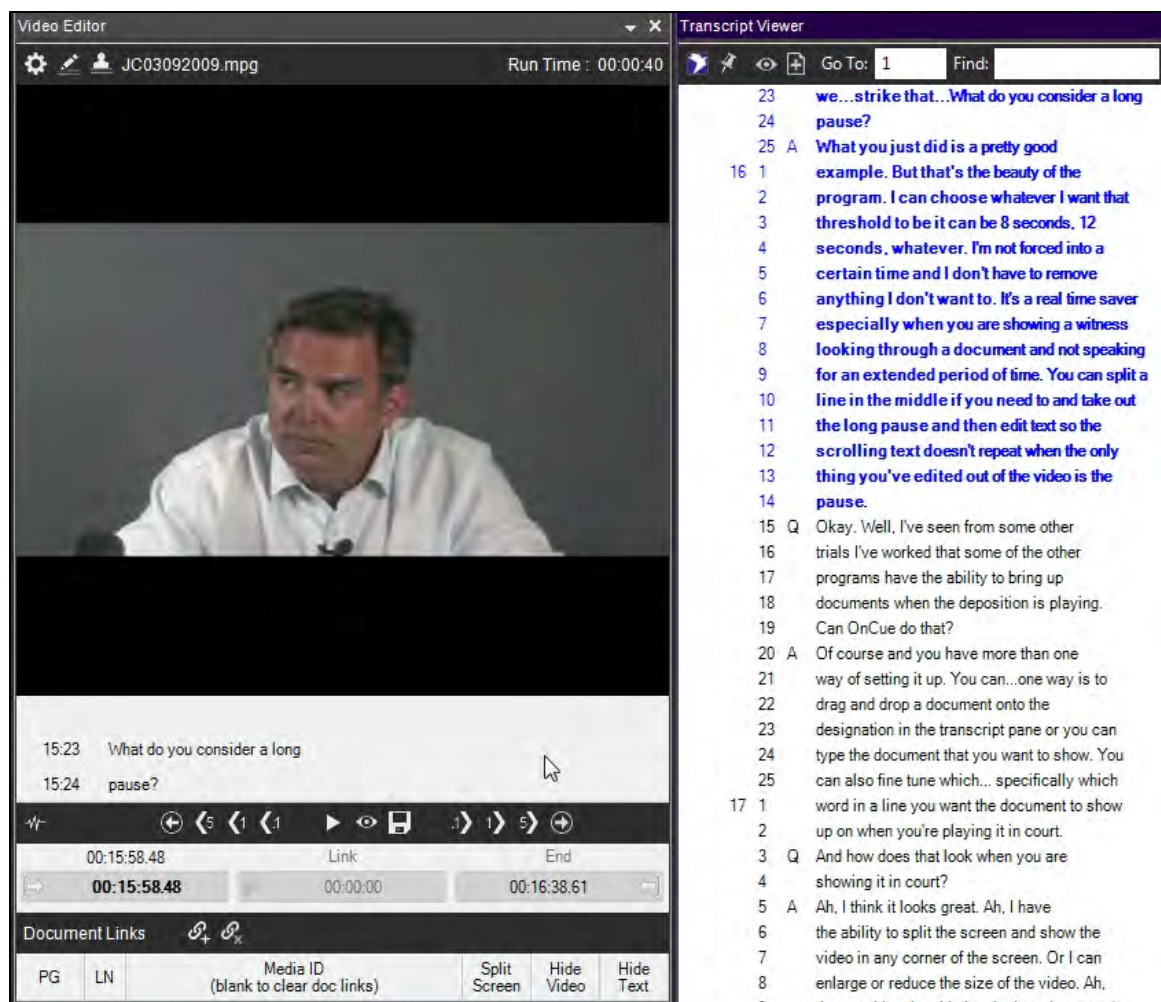 Video Editor
JC03092009.mpg
Run Time : 00:00:40
15:23 What do you consider a long
15:24 pause?
5 1 .1 .1 1 5
00:15:58.48 Link End
00:15:58.48 00:00:00 00:16:38.61
Document Links
PG LN Media ID (blank to clear doc links) Split Screen Hide Video Hide Text
Transcript Viewer
Go To: 1 Find:
23 we...strike that...What do you consider a long
24 pause?
25 A What you just did is a pretty good
16 1 example. But that's the beauty of the
2 program. I can choose whatever I want that
3 threshold to be it can be 8 seconds, 12
4 seconds, whatever. I'm not forced into a
5 certain time and I don't have to remove
6 anything I don't want to. It's a real time saver
7 especially when you are showing a witness
8 looking through a document and not speaking
9 for an extended period of time. You can split a
10 line in the middle if you need to and take out
11 the long pause and then edit text so the
12 scrolling text doesn't repeat when the only
13 thing you've edited out of the video is the
14 pause.
15 Q Okay. Well, I've seen from some other
16 trials I've worked that some of the other
17 programs have the ability to bring up
18 documents when the deposition is playing.
19 Can OnCue do that?
20 A Of course and you have more than one
21 way of setting it up. You can...one way is to
22 drag and drop a document onto the
23 designation in the transcript pane or you can
24 type the document that you want to show. You
25 can also fine tune which... specifically which
17 1 word in a line you want the document to show
2 up on when you're playing it in court.
3 Q And how does that look when you are
4 showing it in court?
5 A Ah, I think it looks great. Ah, I have
6 the ability to split the screen and show the
7 video in any corner of the screen. Or I can
8 enlarge or reduce the size of the video. Ah,